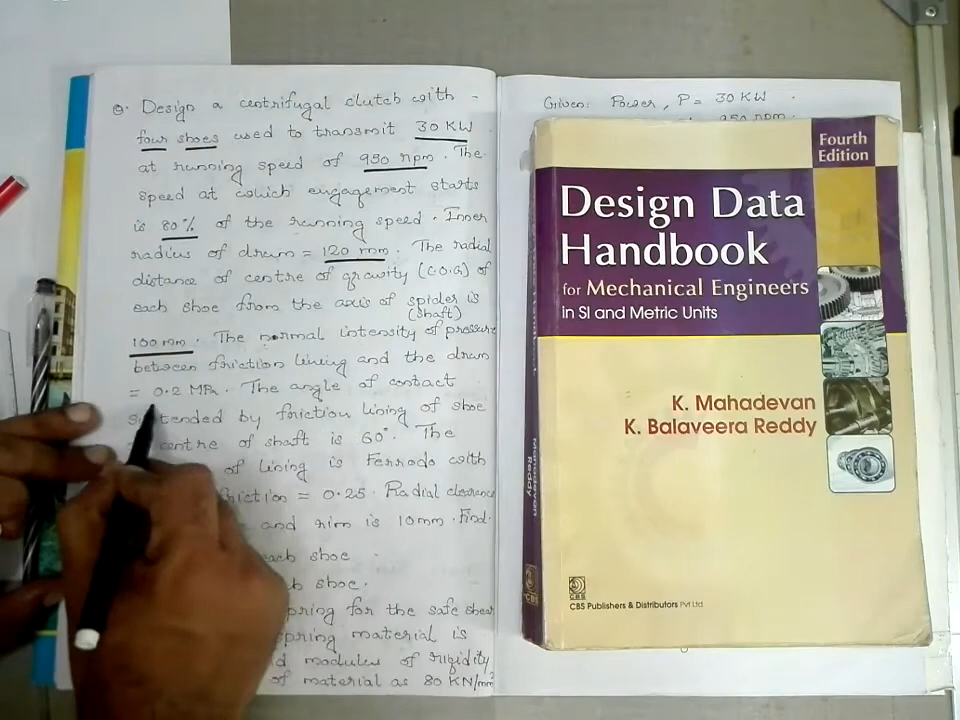 Q. Design a centrifugal clutch with
four shoes used to transmit 30 KW
at running speed of 950 rpm. The
speed at which engagement starts
is 80% of the running speed. Inner
radius of drum = 120 mm. The radial
distance of centre of gravity (C.O.G) of
each shoe from the axis of spider is
(shaft)
100 mm. The normal intensity of pressure
between friction lining and the drum
= 0.2 MPa. The angle of contact
by friction lining of shoe
centre of shaft is 60°. The
of lining is Ferrodo with
friction = 0.25. Radial clearance
and rim is 10mm. Find.
each shoe
shoe.
spring for the safe shear
spring material is
modulus of rigidity
of material as 80 KN/mm²
Given: Power, P = 30 KW
950 rpm.
Fourth
Edition
Design Data
Handbook
for Mechanical Engineers
in SI and Metric Units
K. Mahadevan
K. Balaveera Reddy
CBS
CBS Publishers & Distributors Pvt Ltd
Mahadevan
Reddy
CBS